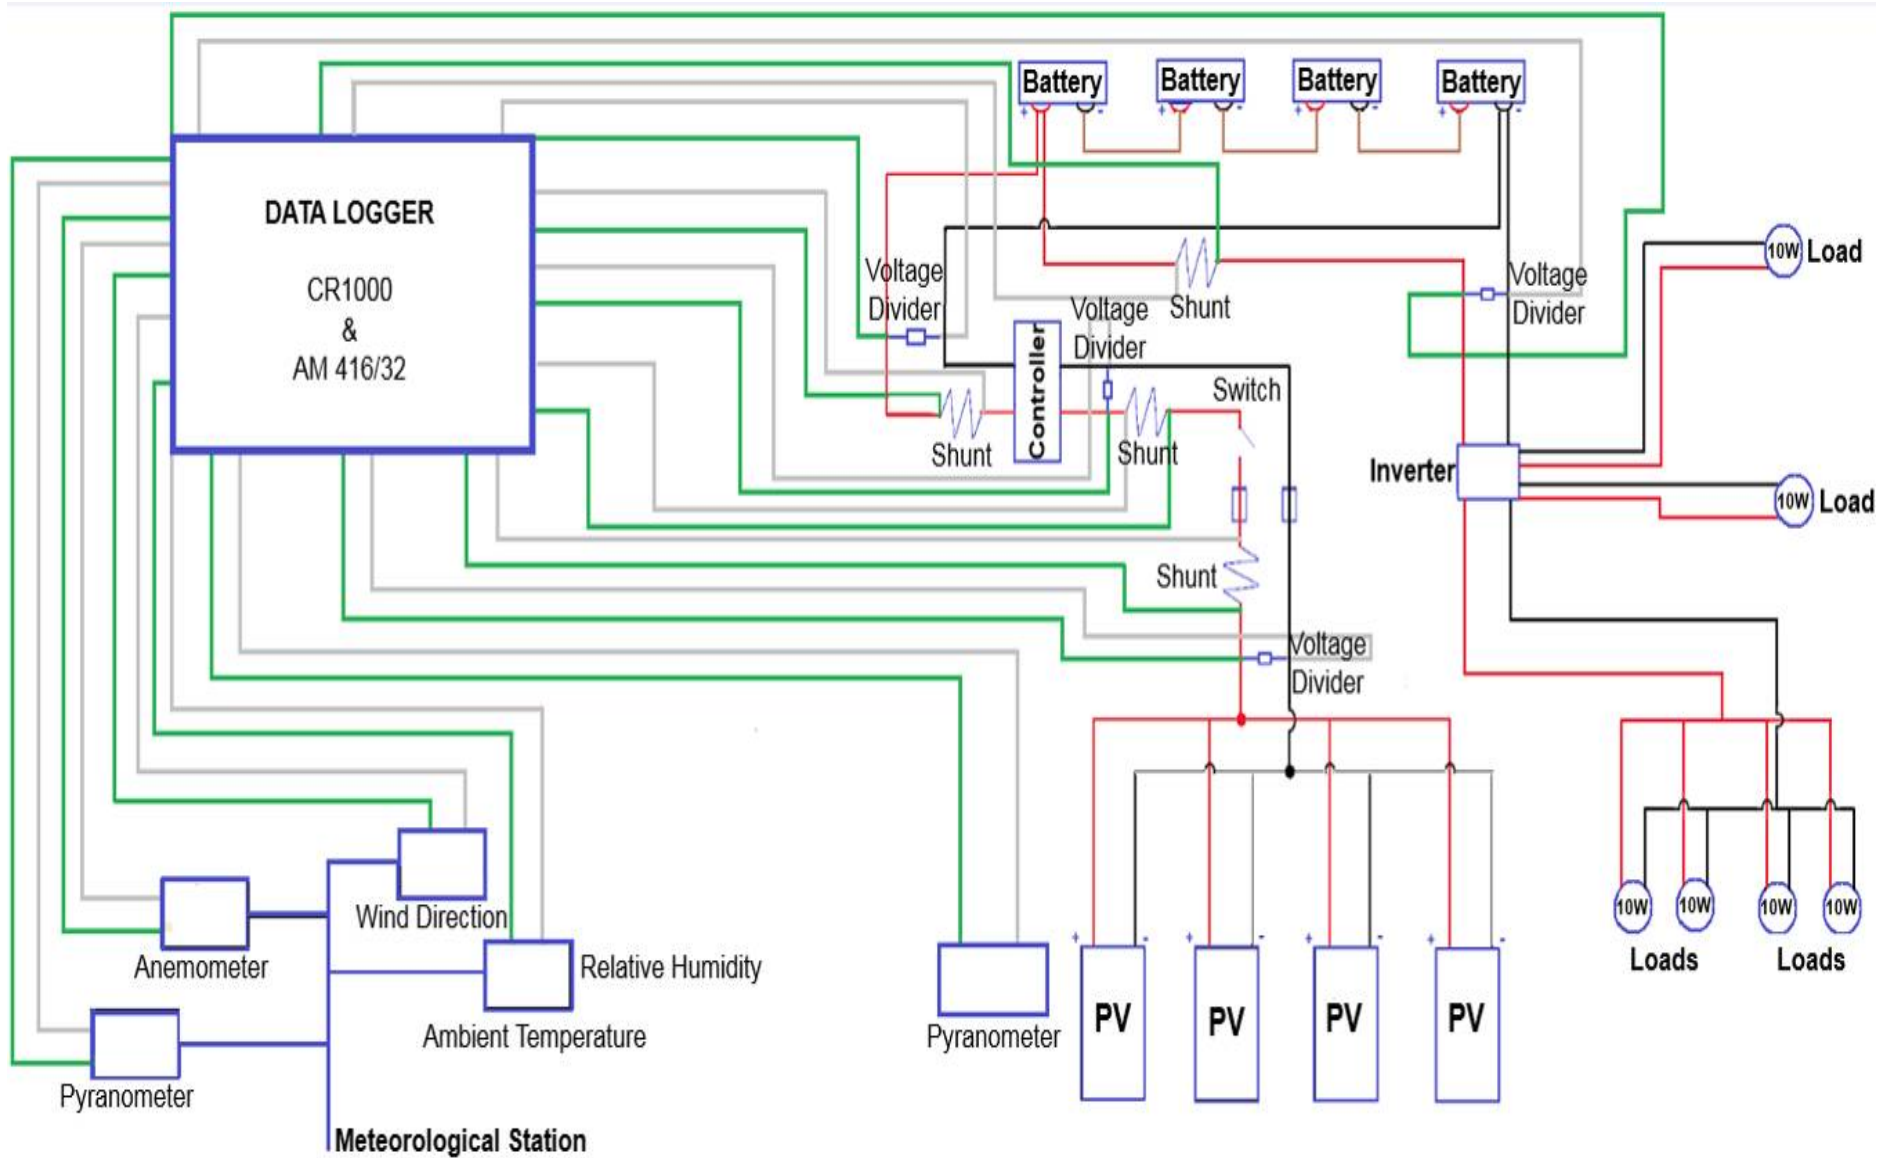 Battery
Battery
Battery
Battery
+
-
+
-
+
-
+
-
DATA LOGGER
CR1000
&
AM 416/32
Voltage
Divider
Shunt
Voltage
Divider
Controller
Shunt
Shunt
Switch
Voltage
Divider
10W
Load
Inverter
10W
Load
Shunt
Voltage
Divider
Wind Direction
Anemometer
Relative Humidity
Ambient Temperature
Pyranometer
Meteorological Station
Pyranometer
+
-
+
-
+
-
+
-
PV
PV
PV
PV
10W
10W
10W
10W
Loads
Loads